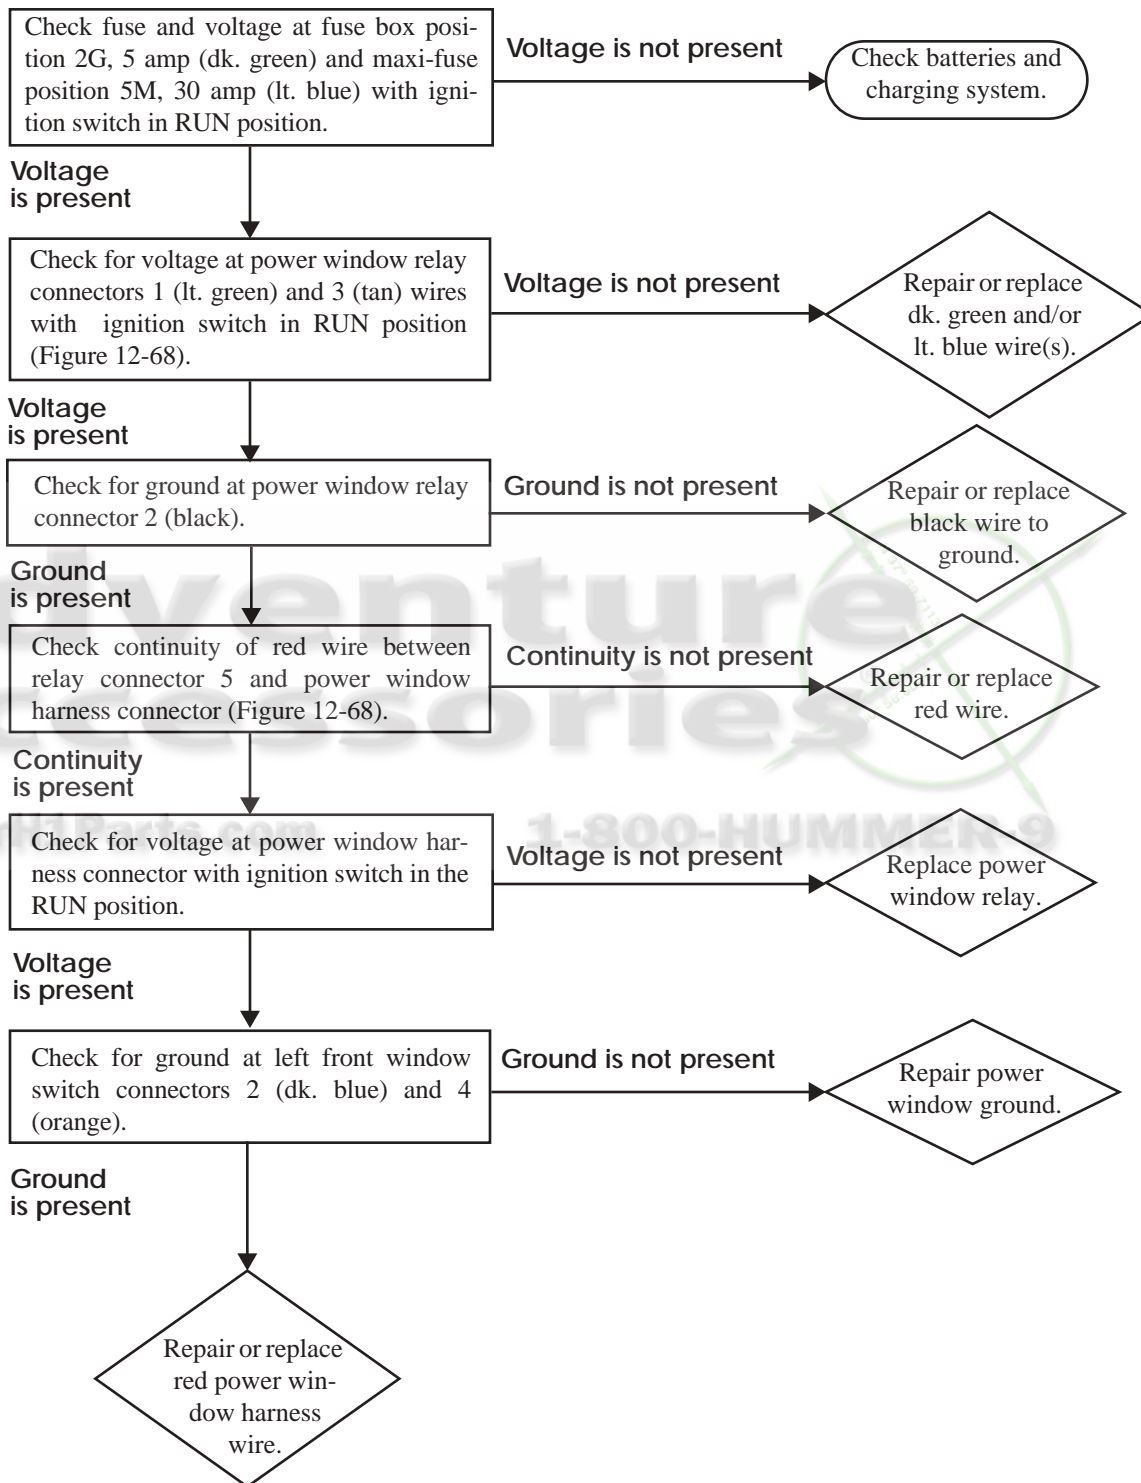 Check fuse and voltage at fuse box posi-
tion 2G, 5 amp (dk. green) and maxi-fuse
position 5M, 30 amp (lt. blue) with igni-
tion switch in RUN position.
Voltage is not present
Check batteries and
charging system.
Voltage
is present
Check for voltage at power window relay
connectors 1 (lt. green) and 3 (tan) wires
with ignition switch in RUN position
(Figure 12-68).
Voltage is not present
Repair or replace
dk. green and/or
lt. blue wire(s).
Voltage
is present
Check for ground at power window relay
connector 2 (black).
Ground is not present
Repair or replace
black wire to
ground.
Ground
is present
Check continuity of red wire between
relay connector 5 and power window
harness connector (Figure 12-68).
Continuity is not present
Repair or replace
red wire.
Continuity
is present
Check for voltage at power window har-
ness connector with ignition switch in the
RUN position.
Voltage is not present
Replace power
window relay.
Voltage
is present
Check for ground at left front window
switch connectors 2 (dk. blue) and 4
(orange).
Ground is not present
Repair power
window ground.
Ground
is present
Repair or replace
red power win-
dow harness
wire.
dventure
ccessories
H1Parts.com
1-800-HUMMER-9